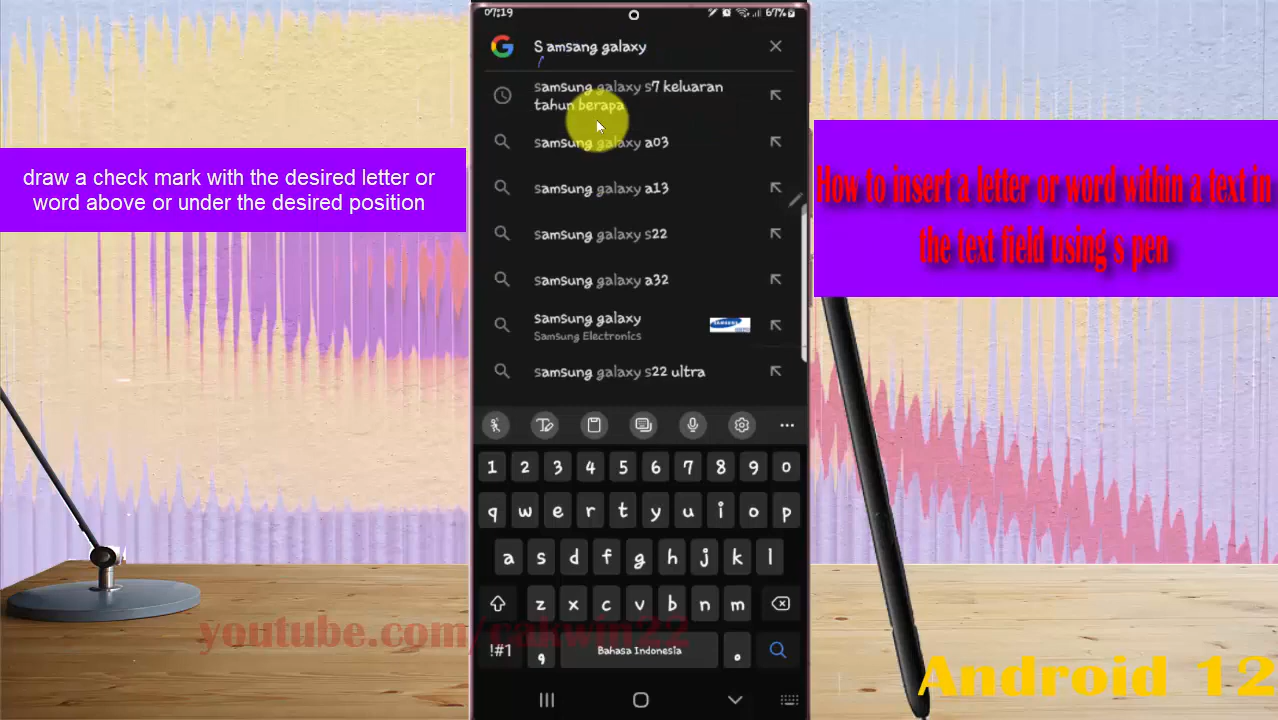 07:19
67%
S amsang galaxy
samsung galaxy s7 keluaran
tahun berapa
samsung galaxy a03
samsung galaxy a13
samsung galaxy s22
samsung galaxy a32
samsung galaxy
Samsung Electronics
SAMSUNG
samsung galaxy s22 ultra
1 2 3 4 5 6 7 8 9 0
q w e r t y u i o p
a s d f g h j k l
z x c v b n m
!#1 , Bahasa Indonesia .
draw a check mark with the desired letter or
word above or under the desired position
How to insert a letter or word within a text in
the text field using s pen
youtube.com/cakwin22
Android 12